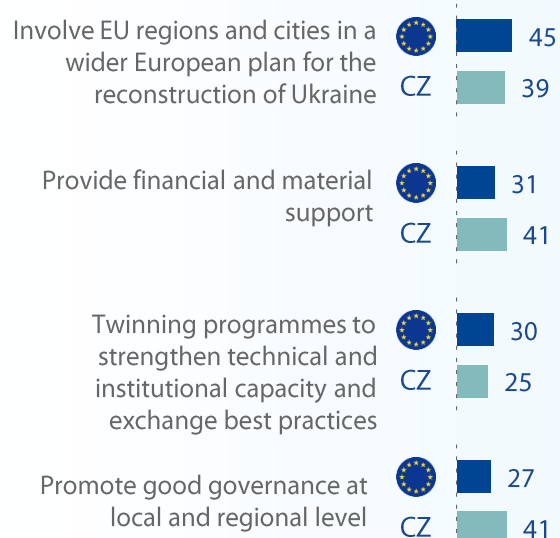 Involve EU regions and cities in a
wider European plan for the
reconstruction of Ukraine
45
CZ
39
Provide financial and material
support
31
CZ
41
Twinning programmes to
strengthen technical and
institutional capacity and
exchange best practices
30
CZ
25
Promote good governance at
local and regional level
27
CZ
41